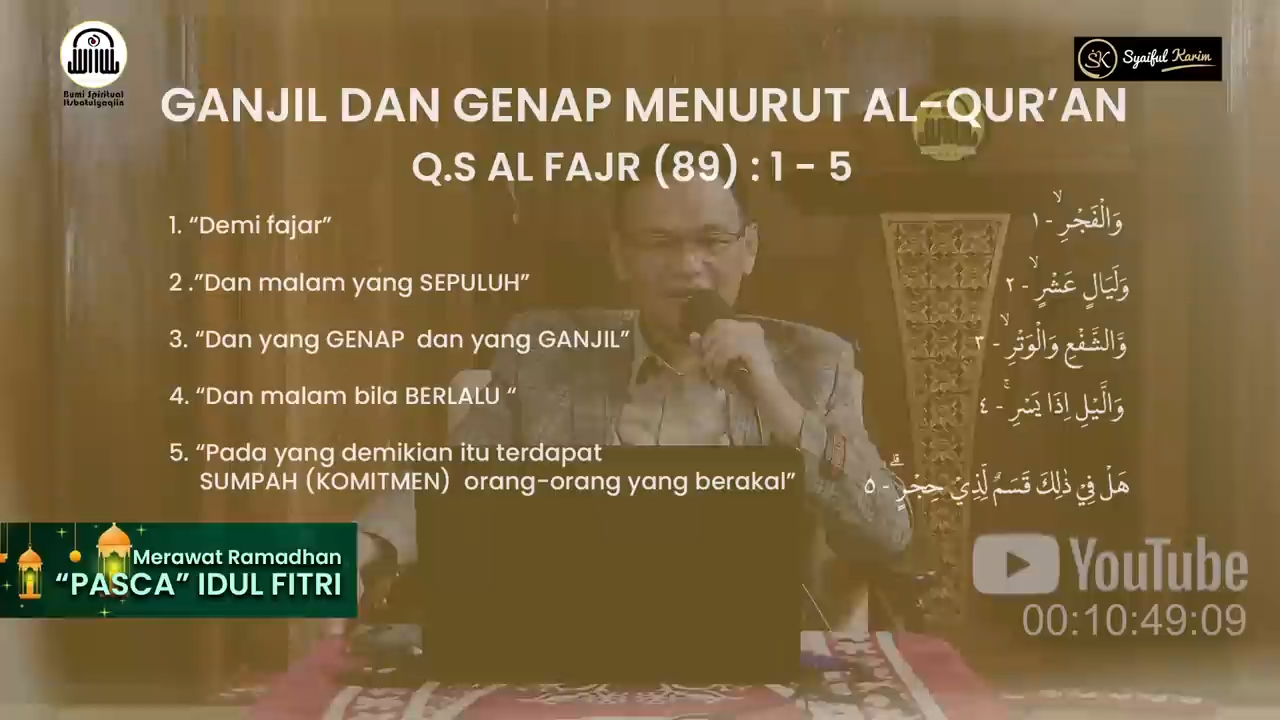 Bumi Spiritual
Itsbatulyaqiin
SK Syaiful Karim
GANJIL DAN GENAP MENURUT AL-QUR’AN
Q.S AL FAJR (89) : 1 - 5
1. “Demi fajar”
وَالْفَجْرِۙ - ١
2 .”Dan malam yang SEPULUH”
وَلَيَالٍ عَشْرٍۙ - ٢
3. “Dan yang GENAP dan yang GANJIL”
وَّالشَّفْعِ وَالْوَتْرِۙ - ٣
4. “Dan malam bila BERLALU “
وَالَّيْلِ اِذَا يَسْرِۚ - ٤
5. “Pada yang demikian itu terdapat
SUMPAH (KOMITMEN) orang-orang yang berakal”
هَلْ فِيْ ذٰلِكَ قَسَمٌ لِّذِيْ حِجْرٍۗ - ٥
Merawat Ramadhan
“PASCA” IDUL FITRI
YouTube
00:10:49:09